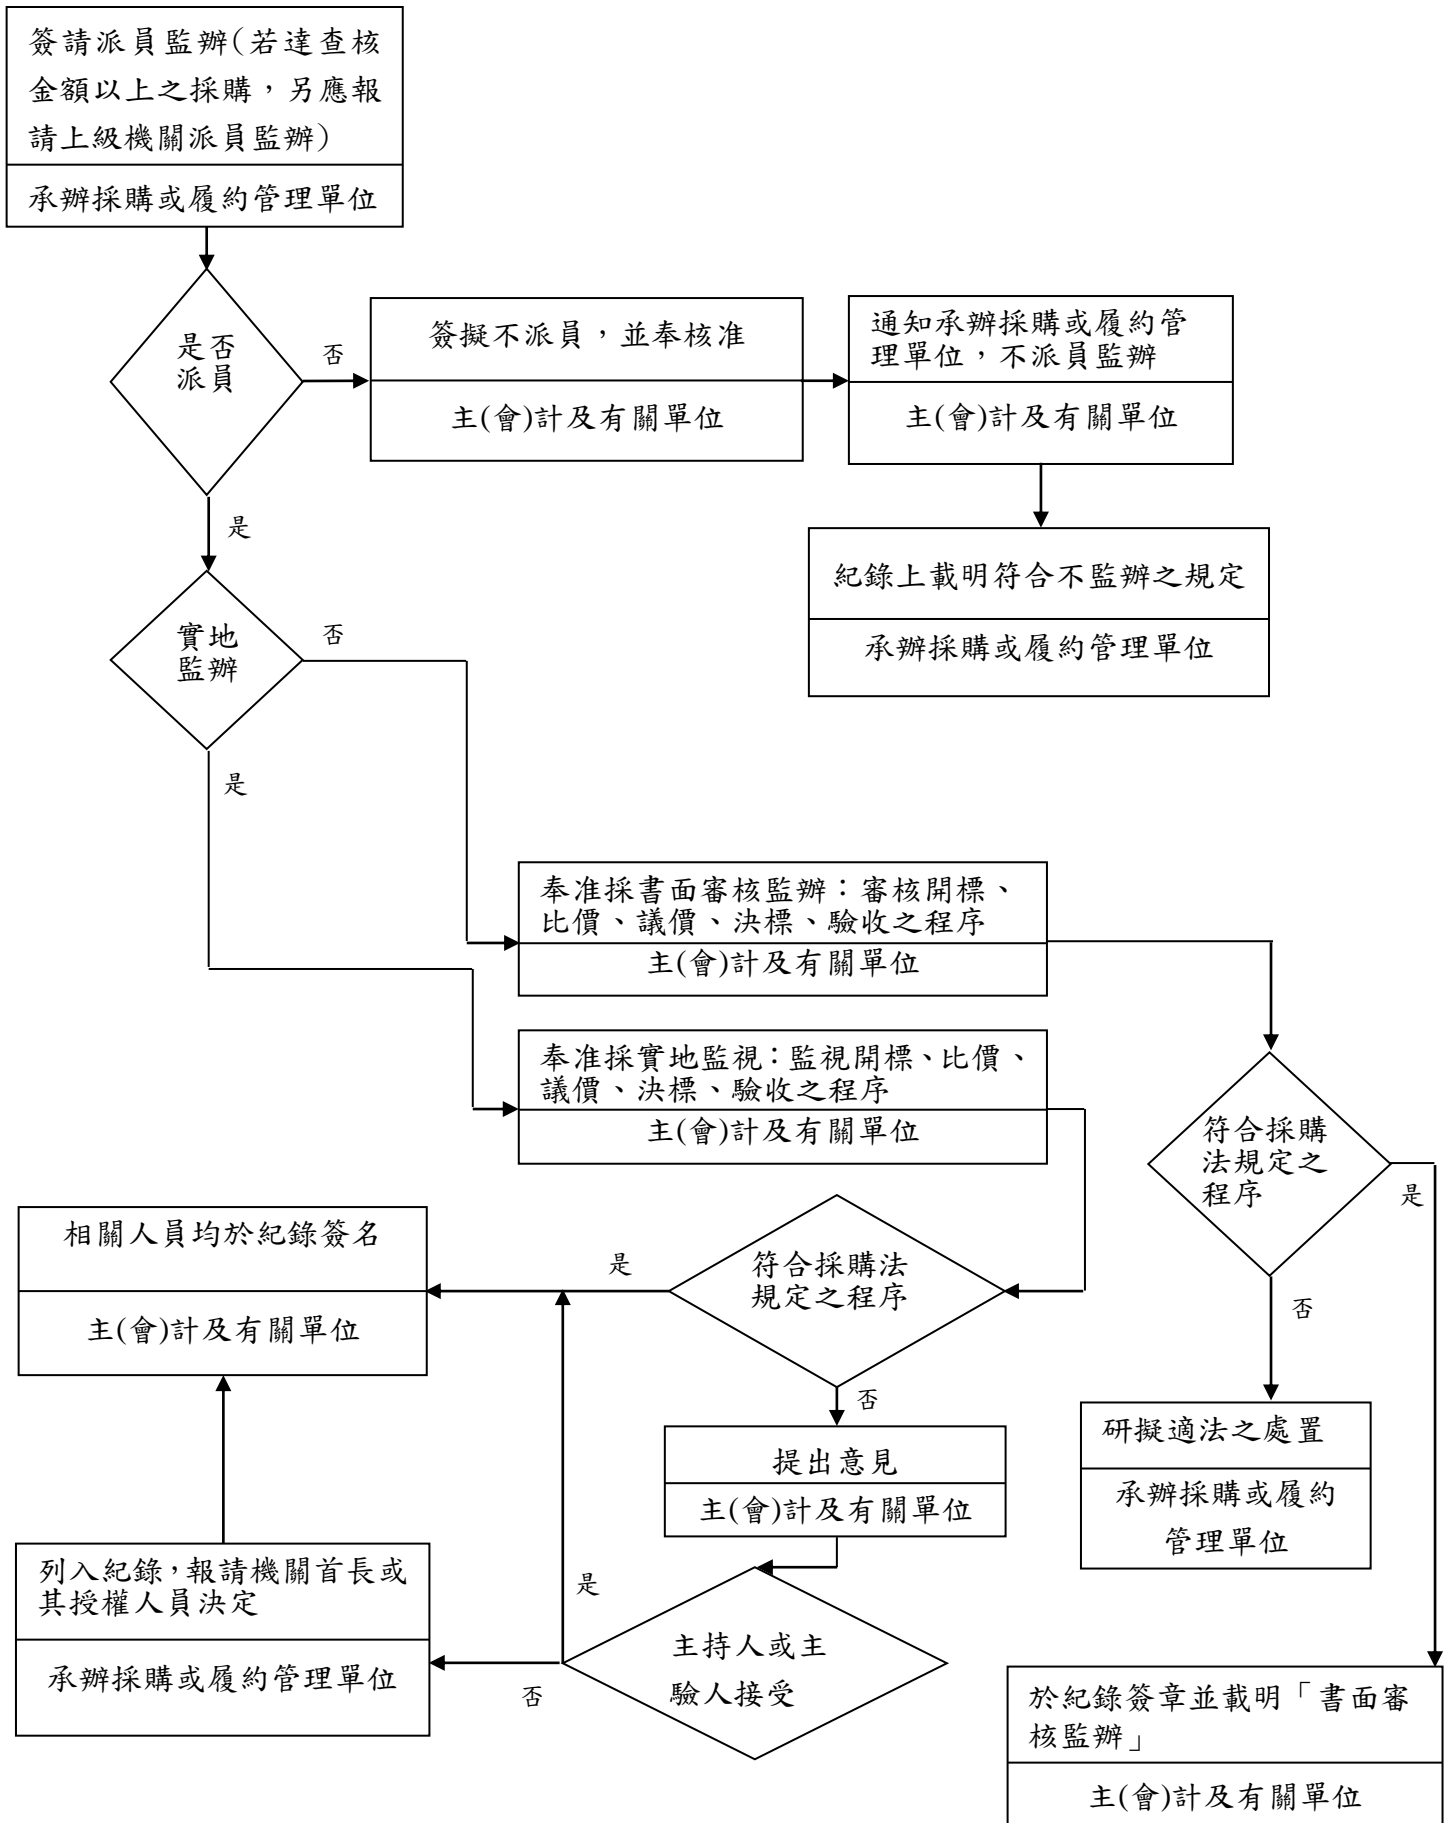 簽請派員監辦(若達查核
金額以上之採購，另應報
請上級機關派員監辦)
承辦採購或履約管理單位
是否
派員
否
簽擬不派員，並奉核准
主(會)計及有關單位
通知承辦採購或履約管
理單位，不派員監辦
主(會)計及有關單位
是
紀錄上載明符合不監辦之規定
承辦採購或履約管理單位
實地
監辦
否
是
奉准採書面審核監辦：審核開標、
比價、議價、決標、驗收之程序
主(會)計及有關單位
奉准採實地監視：監視開標、比價、
議價、決標、驗收之程序
主(會)計及有關單位
符合採購
法規定之
程序
是
否
相關人員均於紀錄簽名
主(會)計及有關單位
是
符合採購法
規定之程序
否
提出意見
主(會)計及有關單位
研擬適法之處置
承辦採購或履約
管理單位
列入紀錄，報請機關首長或
其授權人員決定
承辦採購或履約管理單位
是
否
主持人或主
驗人接受
於紀錄簽章並載明「書面審
核監辦」
主(會)計及有關單位